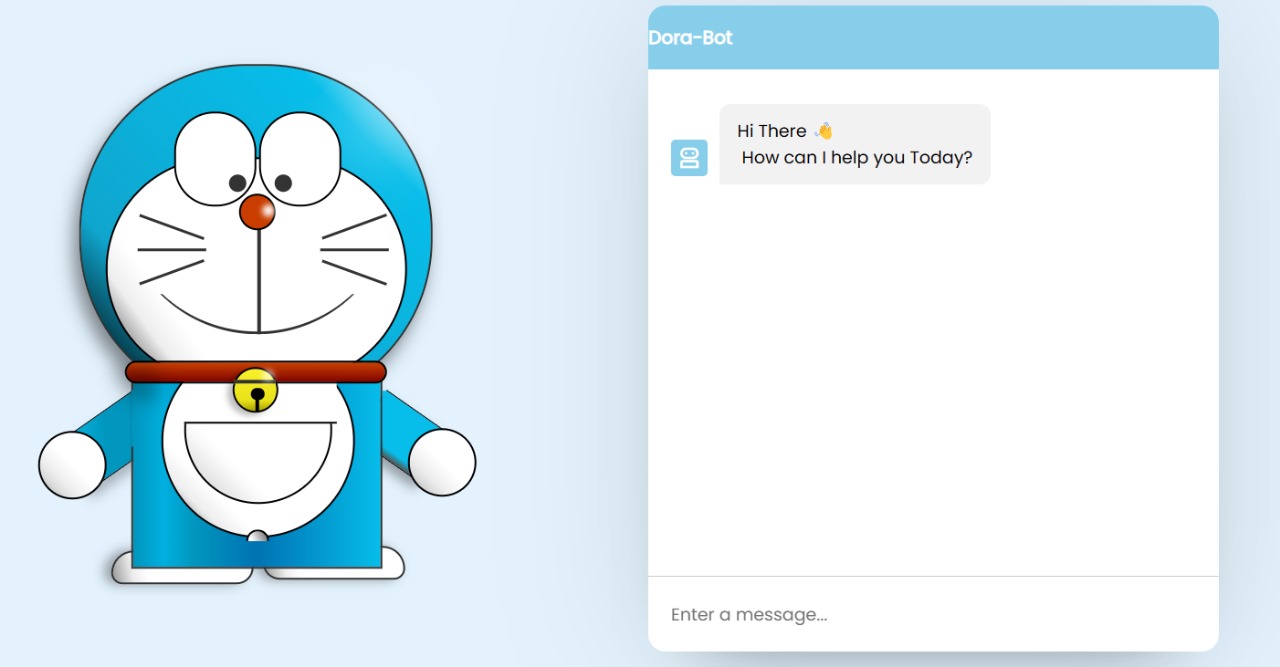 Dora-Bot
Hi There 👋
How can I help you Today?
Enter a message...